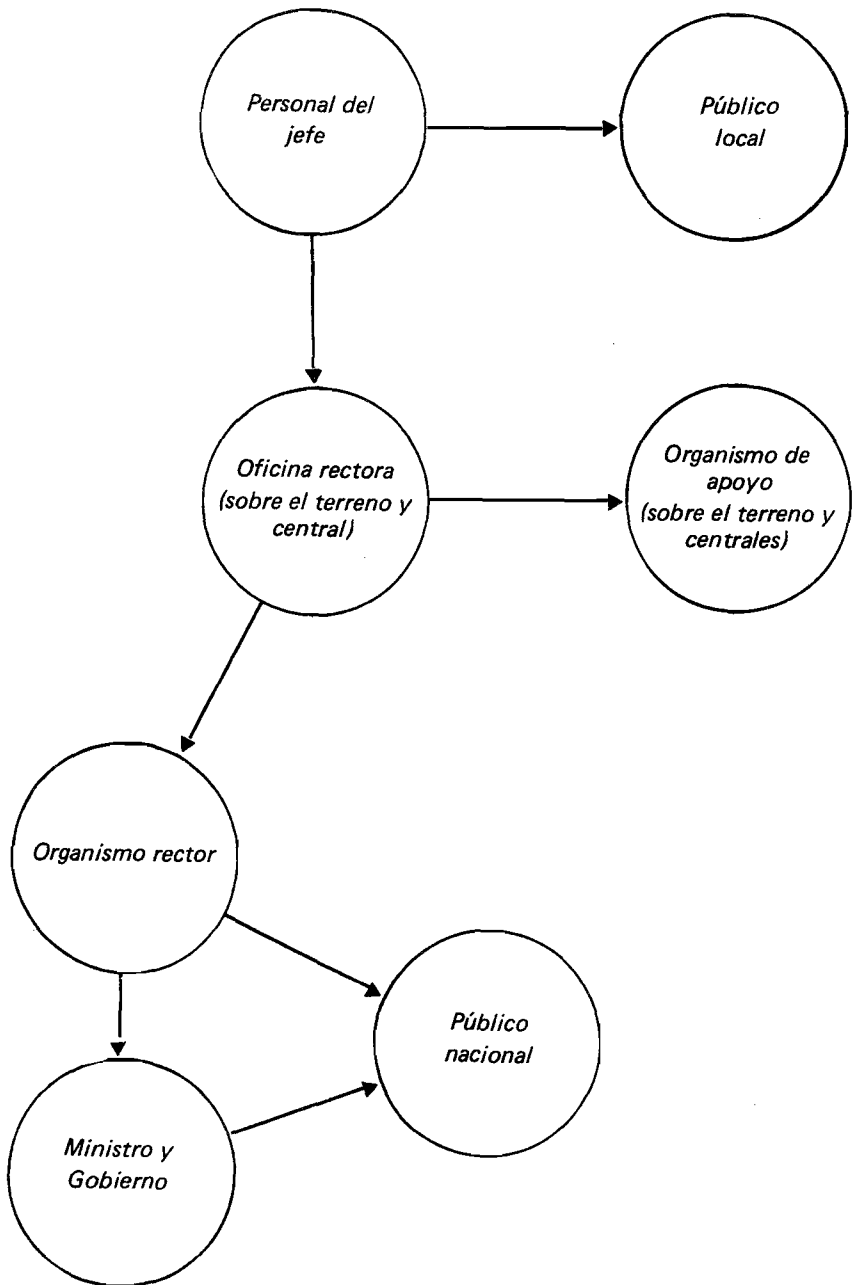 Personal del
jefe
Público
local
Oficina rectora
(sobre el terreno y
central)
Organismo de
apoyo
(sobre el terreno y
centrales)
Organismo rector
Público
nacional
Ministro y
Gobierno